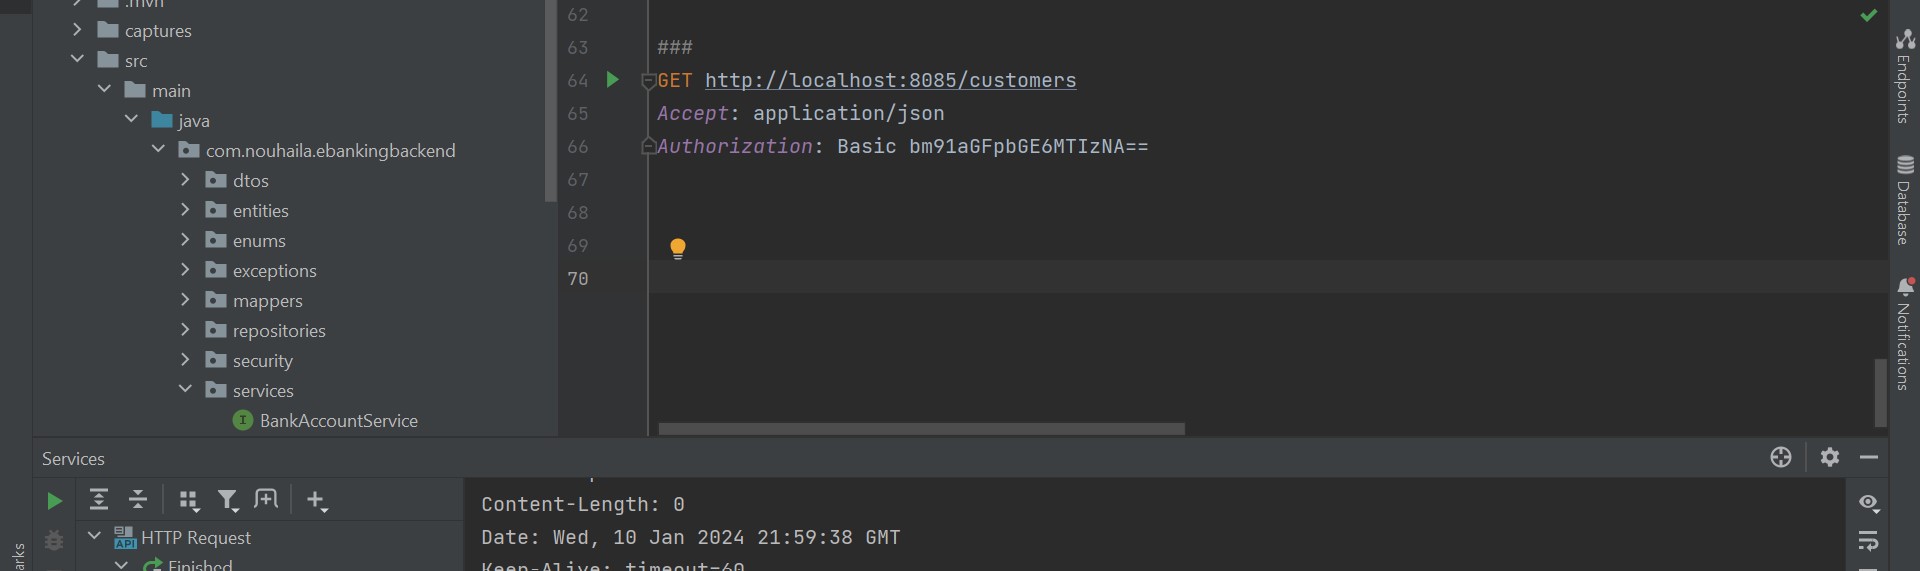 .mvn
captures
src
main
java
com.nouhaila.ebankingbackend
dtos
entities
enums
exceptions
mappers
repositories
security
services
I BankAccountService
62
63 ###
64 GET http://localhost:8085/customers
65 Accept: application/json
66 Authorization: Basic bm91aGFpbGE6MTIzNA==
67
68
69
70
Endpoints
Database
Notifications
Services
API HTTP Request
Finished
Content-Length: 0
Date: Wed, 10 Jan 2024 21:59:38 GMT
Keep-Alive: timeout=60
arks